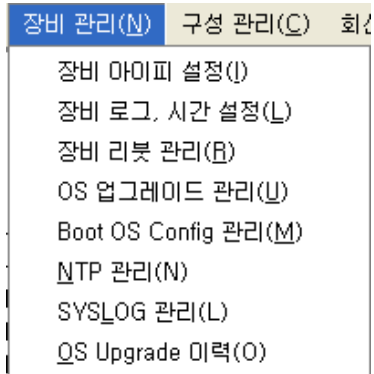 장비 관리(N) 구성 관리(C) 회선
장비 아이피 설정(I)
장비 로그, 시간 설정(L)
장비 리붓 관리(R)
OS 업그레이드 관리(U)
Boot OS Config 관리(M)
NTP 관리(N)
SYSLOG 관리(L)
OS Upgrade 이력(O)